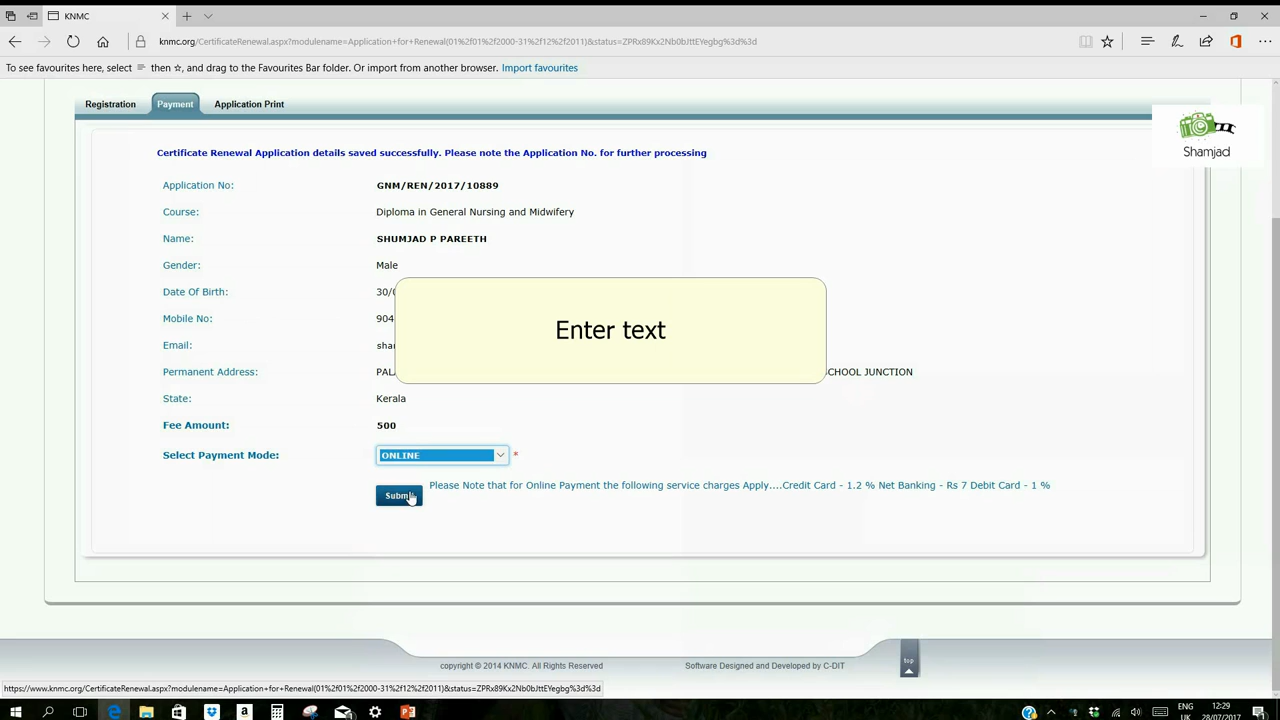 KNMC
knmc.org/CertificateRenewal.aspx?modulename=Application+for+Renewal(01%2f01%2f2000-31%2f12%2f2011)&status=ZPRx89Kx2Nb0bJttEYegbg%3d%3d
To see favourites here, select then ☆, and drag to the Favourites Bar folder. Or import from another browser. Import favourites
Registration Payment Application Print
Shamjad
Certificate Renewal Application details saved successfully. Please note the Application No. for further processing
Application No: GNM/REN/2017/10889
Course: Diploma in General Nursing and Midwifery
Name: SHUMJAD P PAREETH
Gender: Male
Date Of Birth: 30/
Mobile No: 904
Email:
Enter text
Permanent Address: CHOOL JUNCTION
State: Kerala
Fee Amount: 500
Select Payment Mode: ONLINE *
Submit Please Note that for Online Payment the following service charges Apply....Credit Card - 1.2 % Net Banking - Rs 7 Debit Card - 1 %
top
copyright © 2014 KNMC. All Rights Reserved Software Designed and Developed by C-DIT
https://www.knmc.org/CertificateRenewal.aspx?modulename=Application+for+Renewal(01%2f01%2f2000-31%2f12%2f2011)&status=ZPRx89Kx2Nb0bJttEYegbg%3d%3d
ENG 12:29
UK 28/07/2017